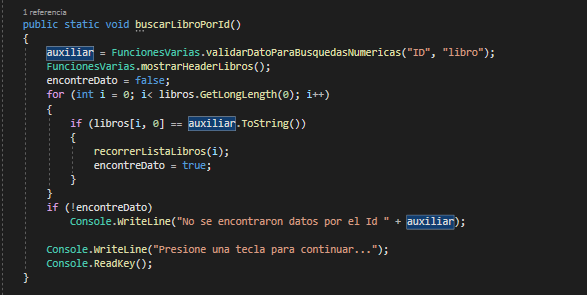 1 referencia
public static void buscarLibroPorId()
{
auxiliar = FuncionesVarias.validarDatoParaBusquedasNumericas("ID", "libro");
FuncionesVarias.mostrarHeaderLibros();
encontreDato = false;
for (int i = 0; i< libros.GetLongLength(0); i++)
{
if (libros[i, 0] == auxiliar.ToString())
{
recorrerListaLibros(i);
encontreDato = true;
}
}
if (!encontreDato)
Console.WriteLine("No se encontraron datos por el Id " + auxiliar);
Console.WriteLine("Presione una tecla para continuar...");
Console.ReadKey();
}